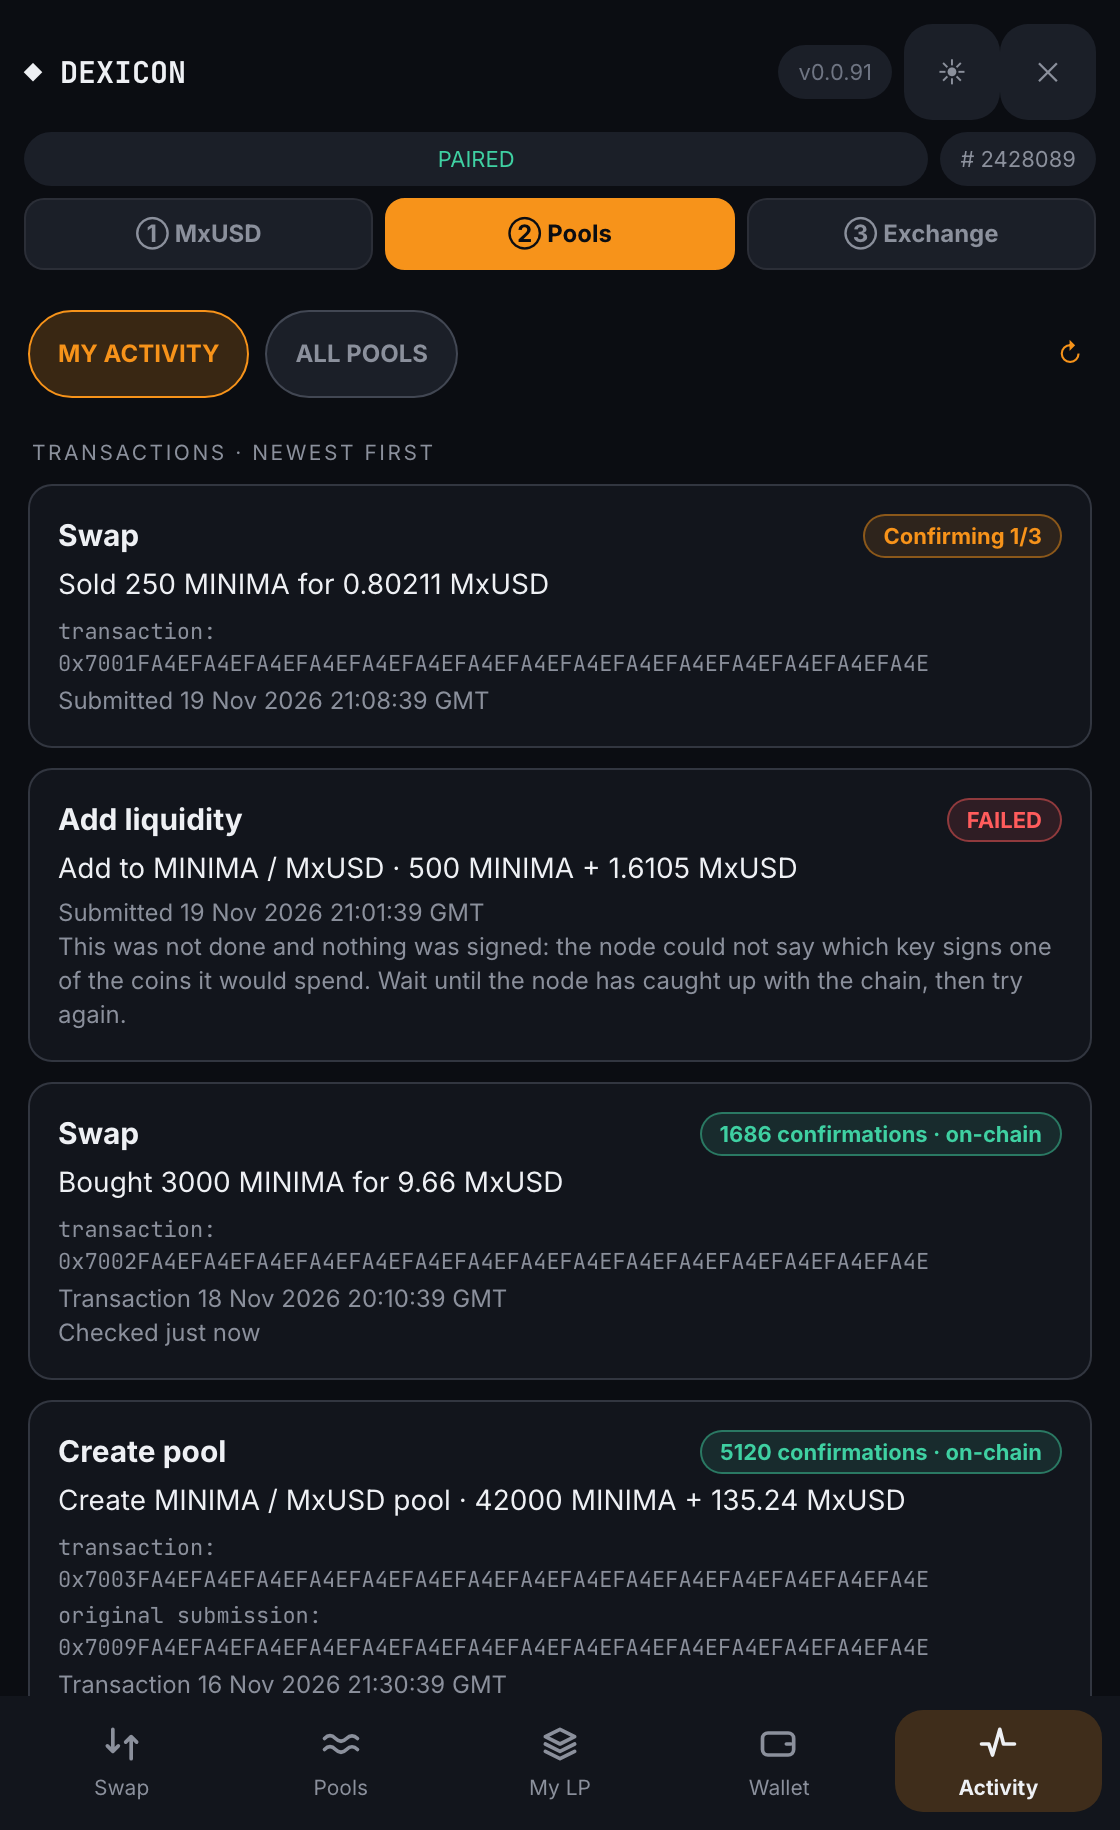 ◆ DEXICON
v0.0.91
PAIRED
# 2428089
① MxUSD
② Pools
③ Exchange
MY ACTIVITY
ALL POOLS
TRANSACTIONS · NEWEST FIRST
Swap
Confirming 1/3
Sold 250 MINIMA for 0.80211 MxUSD
transaction:
0x7001FA4EFA4EFA4EFA4EFA4EFA4EFA4EFA4EFA4EFA4EFA4EFA4EFA4EFA4EFA4E
Submitted 19 Nov 2026 21:08:39 GMT
Add liquidity
FAILED
Add to MINIMA / MxUSD · 500 MINIMA + 1.6105 MxUSD
Submitted 19 Nov 2026 21:01:39 GMT
This was not done and nothing was signed: the node could not say which key signs one
of the coins it would spend. Wait until the node has caught up with the chain, then try
again.
Swap
1686 confirmations · on-chain
Bought 3000 MINIMA for 9.66 MxUSD
transaction:
0x7002FA4EFA4EFA4EFA4EFA4EFA4EFA4EFA4EFA4EFA4EFA4EFA4EFA4EFA4EFA4E
Transaction 18 Nov 2026 20:10:39 GMT
Checked just now
Create pool
5120 confirmations · on-chain
Create MINIMA / MxUSD pool · 42000 MINIMA + 135.24 MxUSD
transaction:
0x7003FA4EFA4EFA4EFA4EFA4EFA4EFA4EFA4EFA4EFA4EFA4EFA4EFA4EFA4EFA4E
original submission:
0x7009FA4EFA4EFA4EFA4EFA4EFA4EFA4EFA4EFA4EFA4EFA4EFA4EFA4EFA4EFA4E
Transaction 16 Nov 2026 21:30:39 GMT
Swap
Pools
My LP
Wallet
Activity